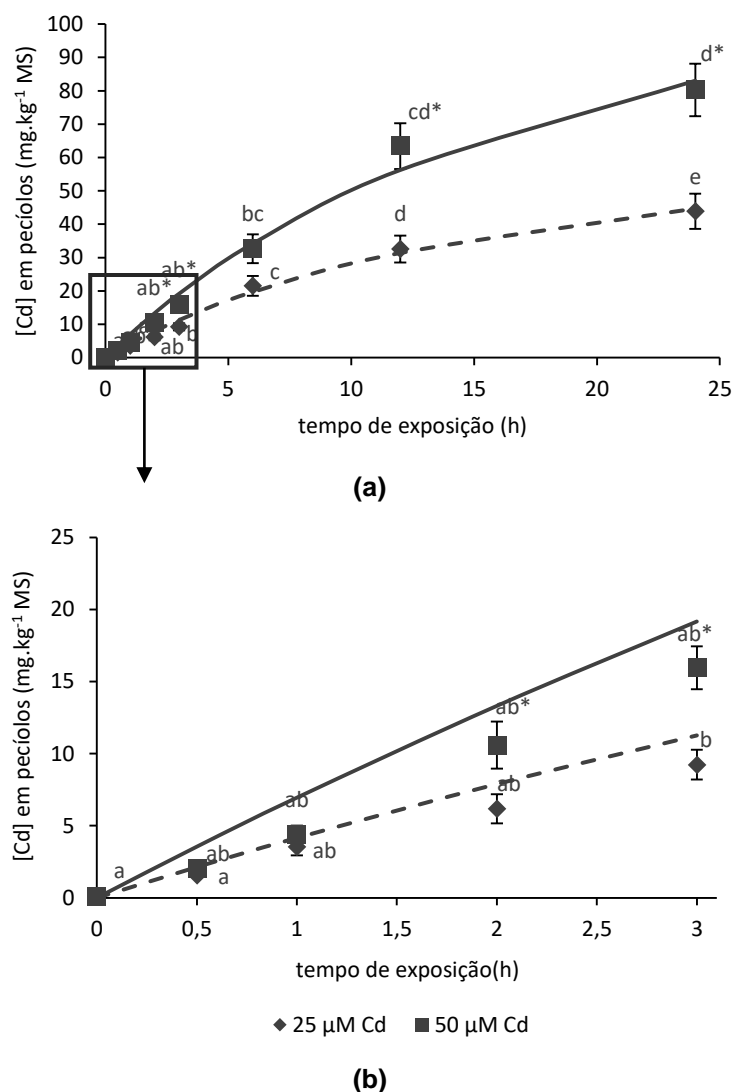 100
90
80
70
60
50
40
30
20
10
0
[Cd] em pecíolos (mg.kg⁻¹ MS)
d*
cd*
e
bc
d
ab*
c
ab*
b
ab
0 5 10 15 20 25
tempo de exposição (h)
(a)
25
20
15
10
5
0
[Cd] em pecíolos (mg.kg⁻¹ MS)
ab*
ab*
b
ab
ab
ab
ab
a
a
0 0,5 1 1,5 2 2,5 3
tempo de exposição(h)
25 µM Cd 50 µM Cd
(b)